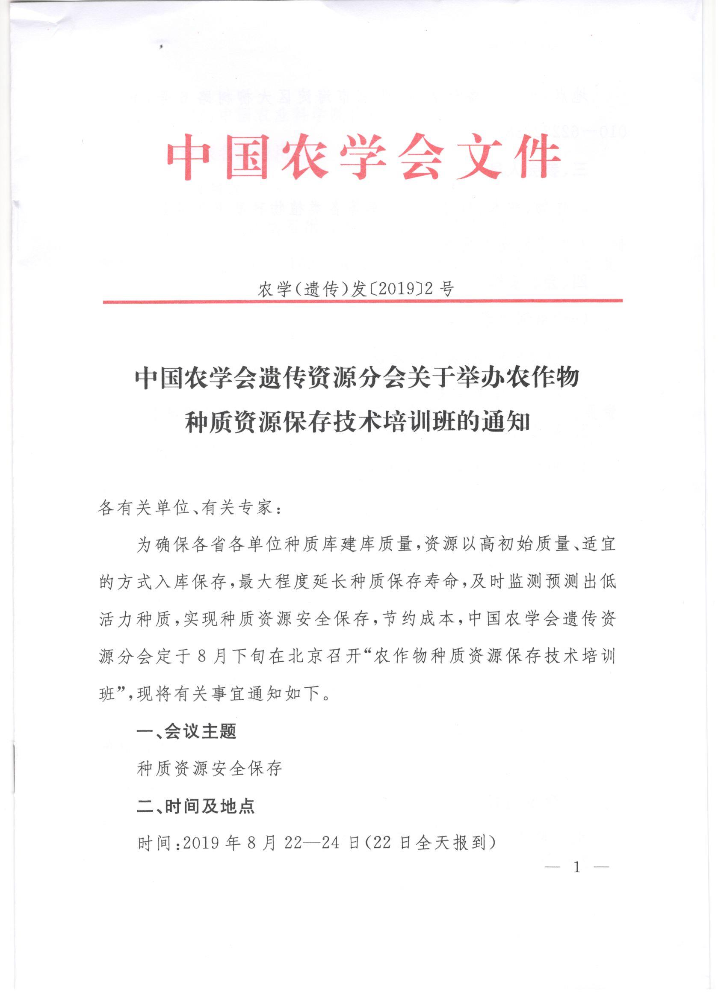 中国农学会文件
农学(遗传)发〔2019〕2 号
中国农学会遗传资源分会关于举办农作物
种质资源保存技术培训班的通知
各有关单位、有关专家:
为确保各省各单位种质库建库质量,资源以高初始质量、适宜
的方式入库保存,最大程度延长种质保存寿命,及时监测预测出低
活力种质,实现种质资源安全保存,节约成本,中国农学会遗传资
源分会定于 8 月下旬在北京召开“农作物种质资源保存技术培训
班”,现将有关事宜通知如下。
一、会议主题
种质资源安全保存
二、时间及地点
时间:2019 年 8 月 22—24 日(22 日全天报到)
— 1 —